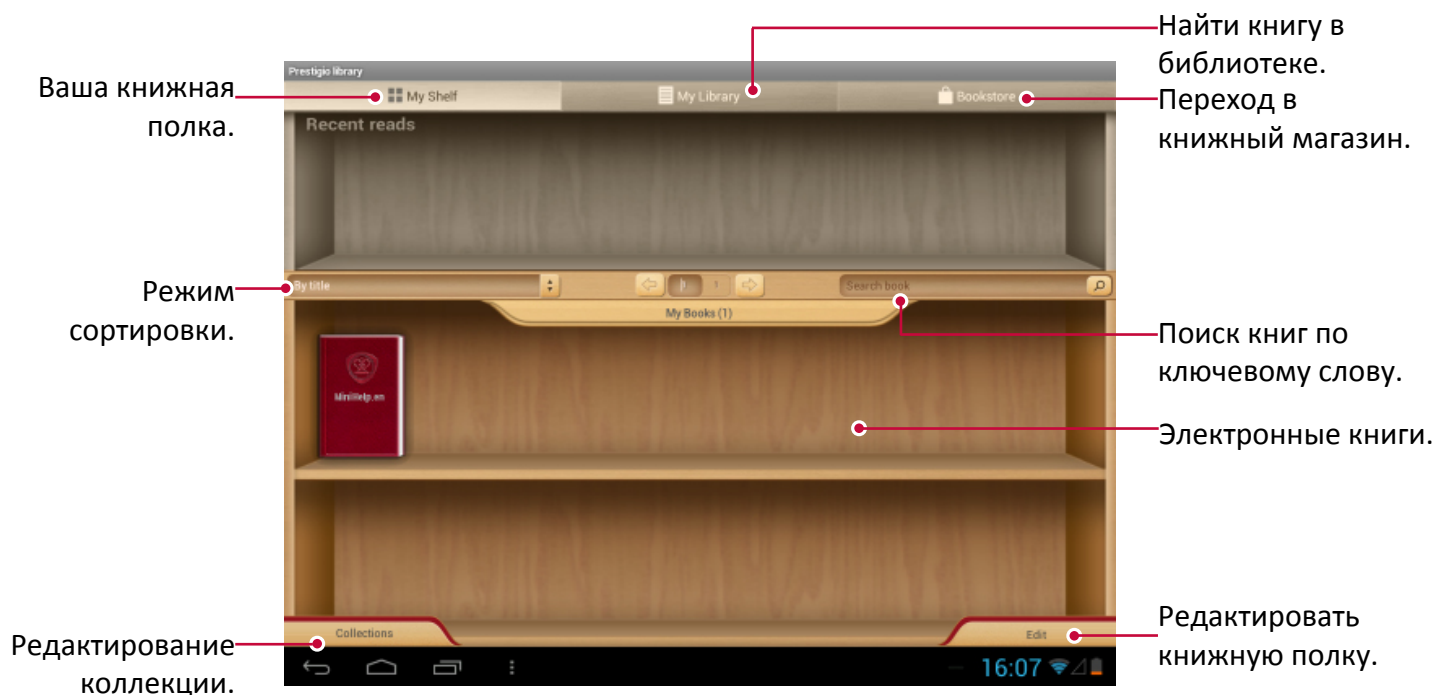 Найти книгу в
библиотеке.
Ваша книжная
полка.
Переход в
книжный магазин.
Prestigio library
My Shelf
My Library
Bookstore
Recent reads
Режим
сортировки.
By title
1
1
Search book
My Books (1)
Поиск книг по
ключевому слову.
MiniHelp.en
Электронные книги.
Редактирование
коллекции.
Collections
Edit
Редактировать
книжную полку.
16:07